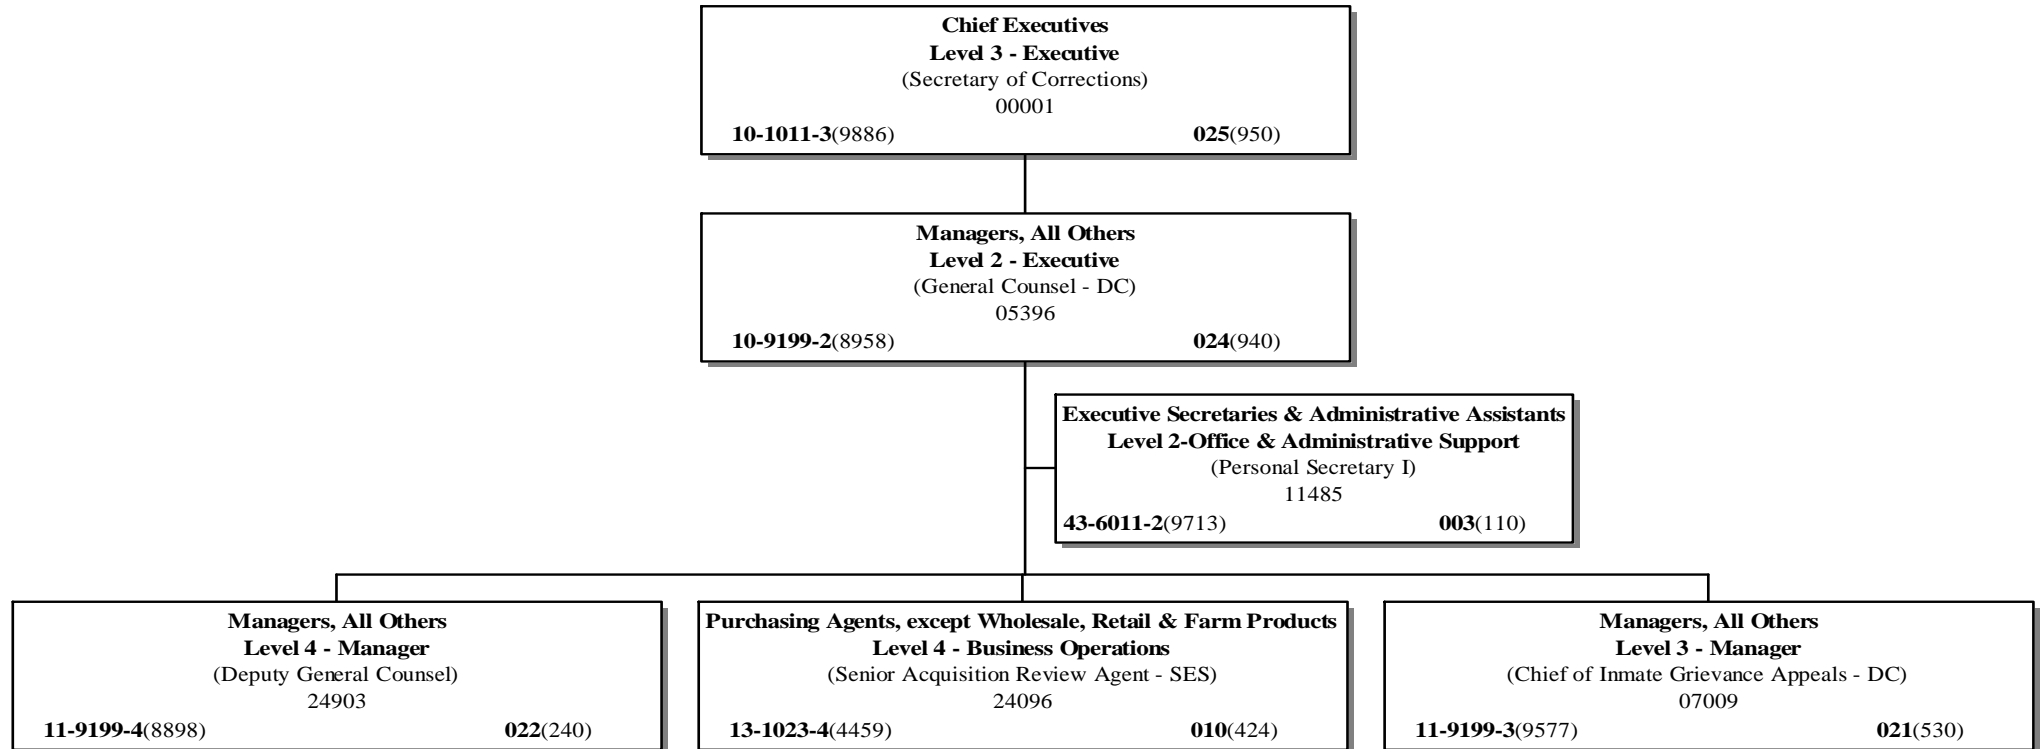 Chief Executives
Level 3 - Executive
(Secretary of Corrections)
00001
10-1011-3(9886) 025(950)
Managers, All Others
Level 2 - Executive
(General Counsel - DC)
05396
10-9199-2(8958) 024(940)
Executive Secretaries & Administrative Assistants
Level 2-Office & Administrative Support
(Personal Secretary I)
11485
43-6011-2(9713) 003(110)
Managers, All Others
Level 4 - Manager
(Deputy General Counsel)
24903
11-9199-4(8898) 022(240)
Purchasing Agents, except Wholesale, Retail & Farm Products
Level 4 - Business Operations
(Senior Acquisition Review Agent - SES)
24096
13-1023-4(4459) 010(424)
Managers, All Others
Level 3 - Manager
(Chief of Inmate Grievance Appeals - DC)
07009
11-9199-3(9577) 021(530)